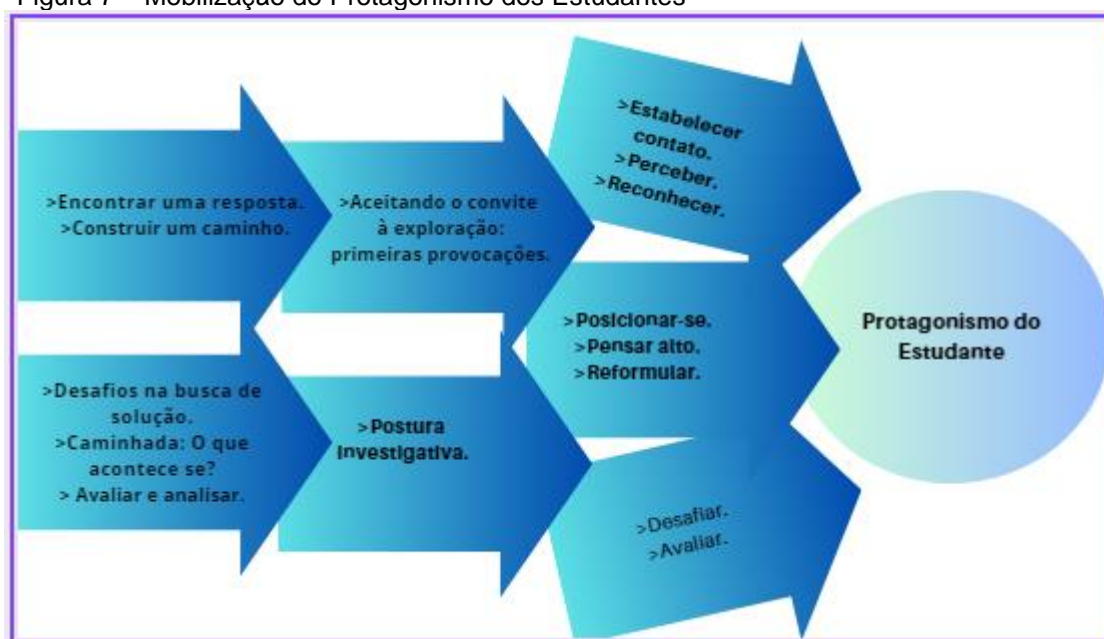 Figura 7 – Mobilização do Protagonismo dos Estudantes
>Encontrar uma resposta.
>Construir um caminho.
>Aceitando o convite
à exploração:
primeiras provocações.
>Estabelecer
contato.
>Perceber.
>Reconhecer.
>Desafios na busca de
solução.
>Caminhada: O que
acontece se?
> Avaliar e analisar.
>Postura
Investigativa.
>Posicionar-se.
>Pensar alto.
>Reformular.
>Desafiar.
>Avaliar.
Protagonismo do
Estudante